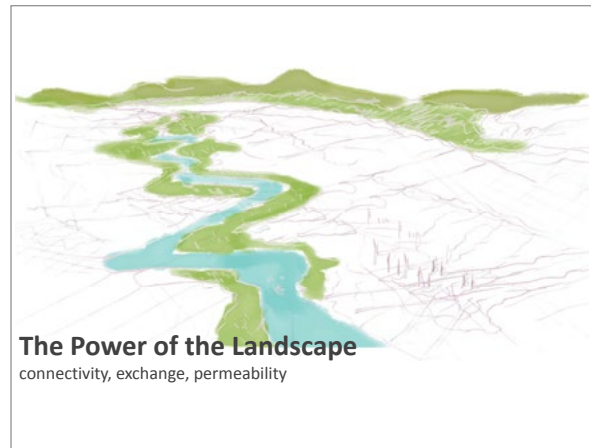 The Power of the Landscape
connectivity, exchange, permeability